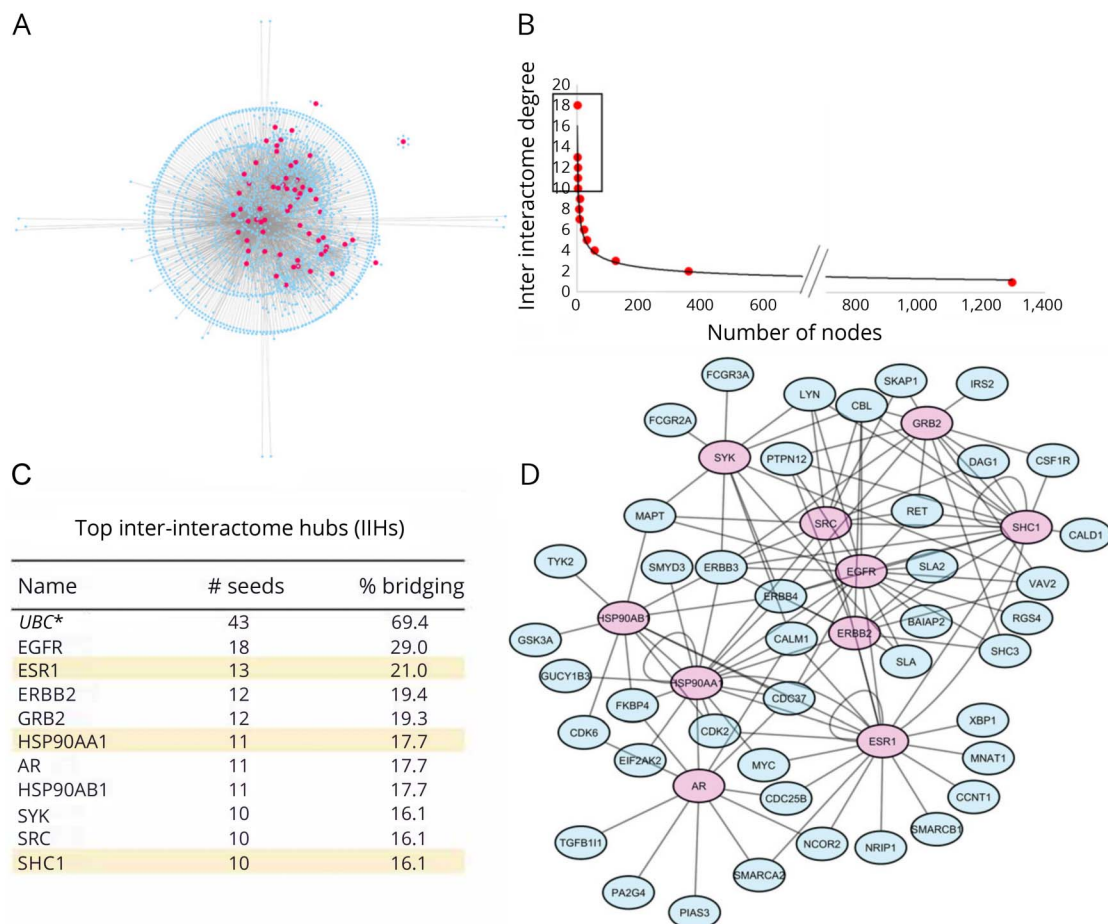 A
B
Inter interactome degree
20
18
16
14
12
10
8
6
4
2
0
0 200 400 600 800 1,000 1,200 1,400
Number of nodes
C
Top inter-interactome hubs (IIHs)
Name # seeds % bridging
UBC* 43 69.4
EGFR 18 29.0
ESR1 13 21.0
ERBB2 12 19.4
GRB2 12 19.3
HSP90AA1 11 17.7
AR 11 17.7
HSP90AB1 11 17.7
SYK 10 16.1
SRC 10 16.1
SHC1 10 16.1
D
FCGR3A
SKAP1
IRS2
LYN
CBL
FCGR2A
GRB2
SYK
PTPN12
DAG1
CSF1R
MAPT
SRC
RET
SHC1
CALD1
TYK2
SMYD3
ERBB3
EGFR
SLA2
VAV2
ERBB4
HSP90AB1
BAIAP2
RGS4
GSK3A
CALM1
ERBB2
SHC3
SLA
GUCY1B3
HSP90AA1
FKBP4
CDC37
CDK6
CDK2
ESR1
XBP1
EIF2AK2
MYC
MNAT1
AR
CDC25B
CCNT1
TGFB1I1
NCOR2
NRIP1
SMARCB1
SMARCA2
PA2G4
PIAS3